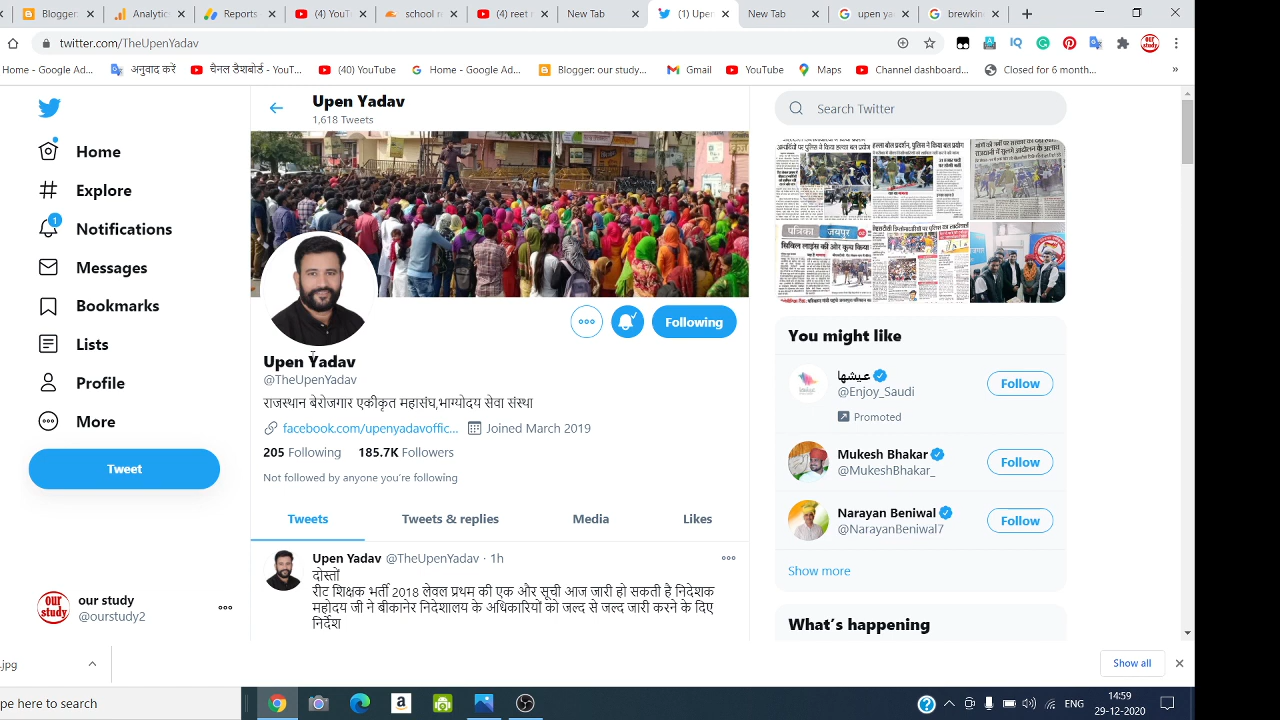 Blogger:
Analytic
Reports
(4) YouT
school r
(4) reet r
New Tab
(1) Upen
New Tab
upen ya
brewkin
twitter.com/TheUpenYadav
Home - Google Ad...
अनुवाद करें
चैनल डैशबोर्ड - YouT...
(40) YouTube
Home - Google Ad...
Blogger: our study...
Gmail
YouTube
Maps
Channel dashboard...
Closed for 6 month...
Upen Yadav
1,618 Tweets
Search Twitter
Home
Explore
Notifications
1
Messages
Bookmarks
Lists
Profile
More
Tweet
पत्रिका जयपुर
सिविल लाइंस की ओर कूच किया
Following
Upen Yadav
@TheUpenYadav
राजस्थान बेरोजगार एकीकृत महासंघ,भाग्योदय सेवा संस्था
facebook.com/upenyadavoffic...
Joined March 2019
205 Following 185.7K Followers
Not followed by anyone you're following
Tweets
Tweets & replies
Media
Likes
Upen Yadav @TheUpenYadav · 1h
दोस्तों
रीट शिक्षक भर्ती 2018 लेवल प्रथम की एक और सूची आज जारी हो सकती है निदेशक
महोदय जी ने बीकानेर निदेशालय के अधिकारियों को जल्द से जल्द जारी करने के दिए
निर्देश
You might like
عيشها
@Enjoy_Saudi
Promoted
Follow
Mukesh Bhakar
@MukeshBhakar_
Follow
Narayan Beniwal
@NarayanBeniwal7
Follow
Show more
What's happening
our study
our study
@ourstudy2
.jpg
Show all
pe here to search
ENG
14:59
29-12-2020